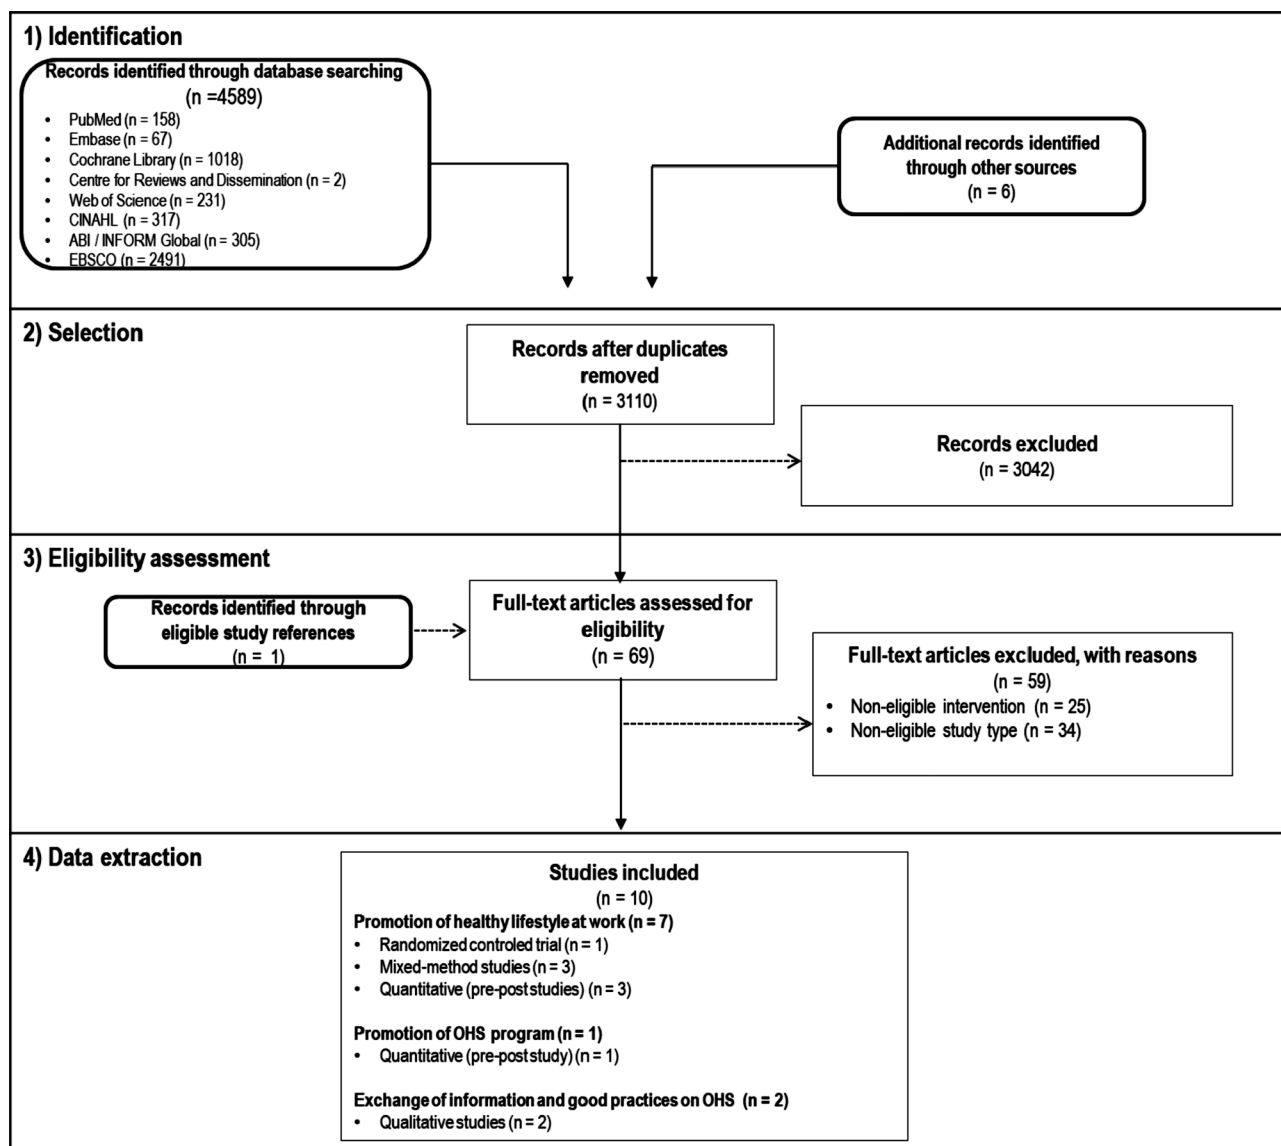 1) Identification
Records identified through database searching
(n =4589)
• PubMed (n = 158)
• Embase (n = 67)
• Cochrane Library (n = 1018)
• Centre for Reviews and Dissemination (n = 2)
• Web of Science (n = 231)
• CINAHL (n = 317)
• ABI / INFORM Global (n = 305)
• EBSCO (n = 2491)
Additional records identified
through other sources
(n = 6)
2) Selection
Records after duplicates
removed
(n = 3110)
Records excluded
(n = 3042)
3) Eligibility assessment
Records identified through
eligible study references
(n = 1)
Full-text articles assessed for
eligibility
(n = 69)
Full-text articles excluded, with reasons
(n = 59)
• Non-eligible intervention (n = 25)
• Non-eligible study type (n = 34)
4) Data extraction
Studies included
(n = 10)
Promotion of healthy lifestyle at work (n = 7)
• Randomized controled trial (n = 1)
• Mixed-method studies (n = 3)
• Quantitative (pre-post studies) (n = 3)
Promotion of OHS program (n = 1)
• Quantitative (pre-post study) (n = 1)
Exchange of information and good practices on OHS (n = 2)
• Qualitative studies (n = 2)